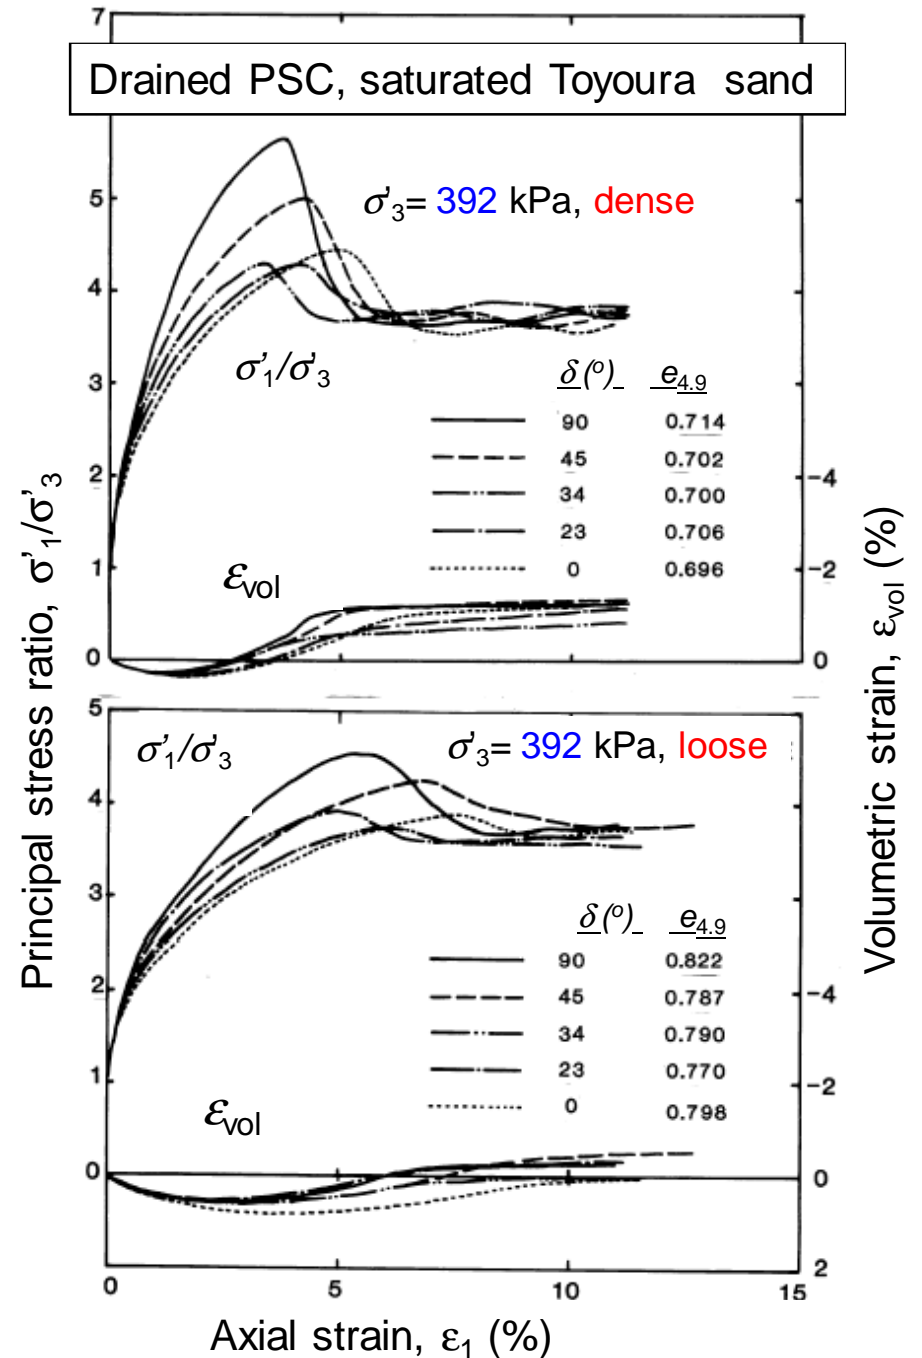 7
Drained PSC, saturated Toyoura sand
5
σ'3= 392 kPa, dense
4
σ'1/σ'3
3
δ(o) e4.9
90 0.714
2
45 0.702
-4
34 0.700
23 0.706
1
0 0.696
-2
εvol
0
0
5
σ'1/σ'3
σ'3= 392 kPa, loose
4
3
δ(o) e4.9
90 0.822
2
45 0.787
-4
34 0.790
1
23 0.770
-2
0 0.798
εvol
0
0
2
0 5 10 15
Axial strain, ε1 (%)
Principal stress ratio, σ'1/σ'3
Volumetric strain, εvol (%)